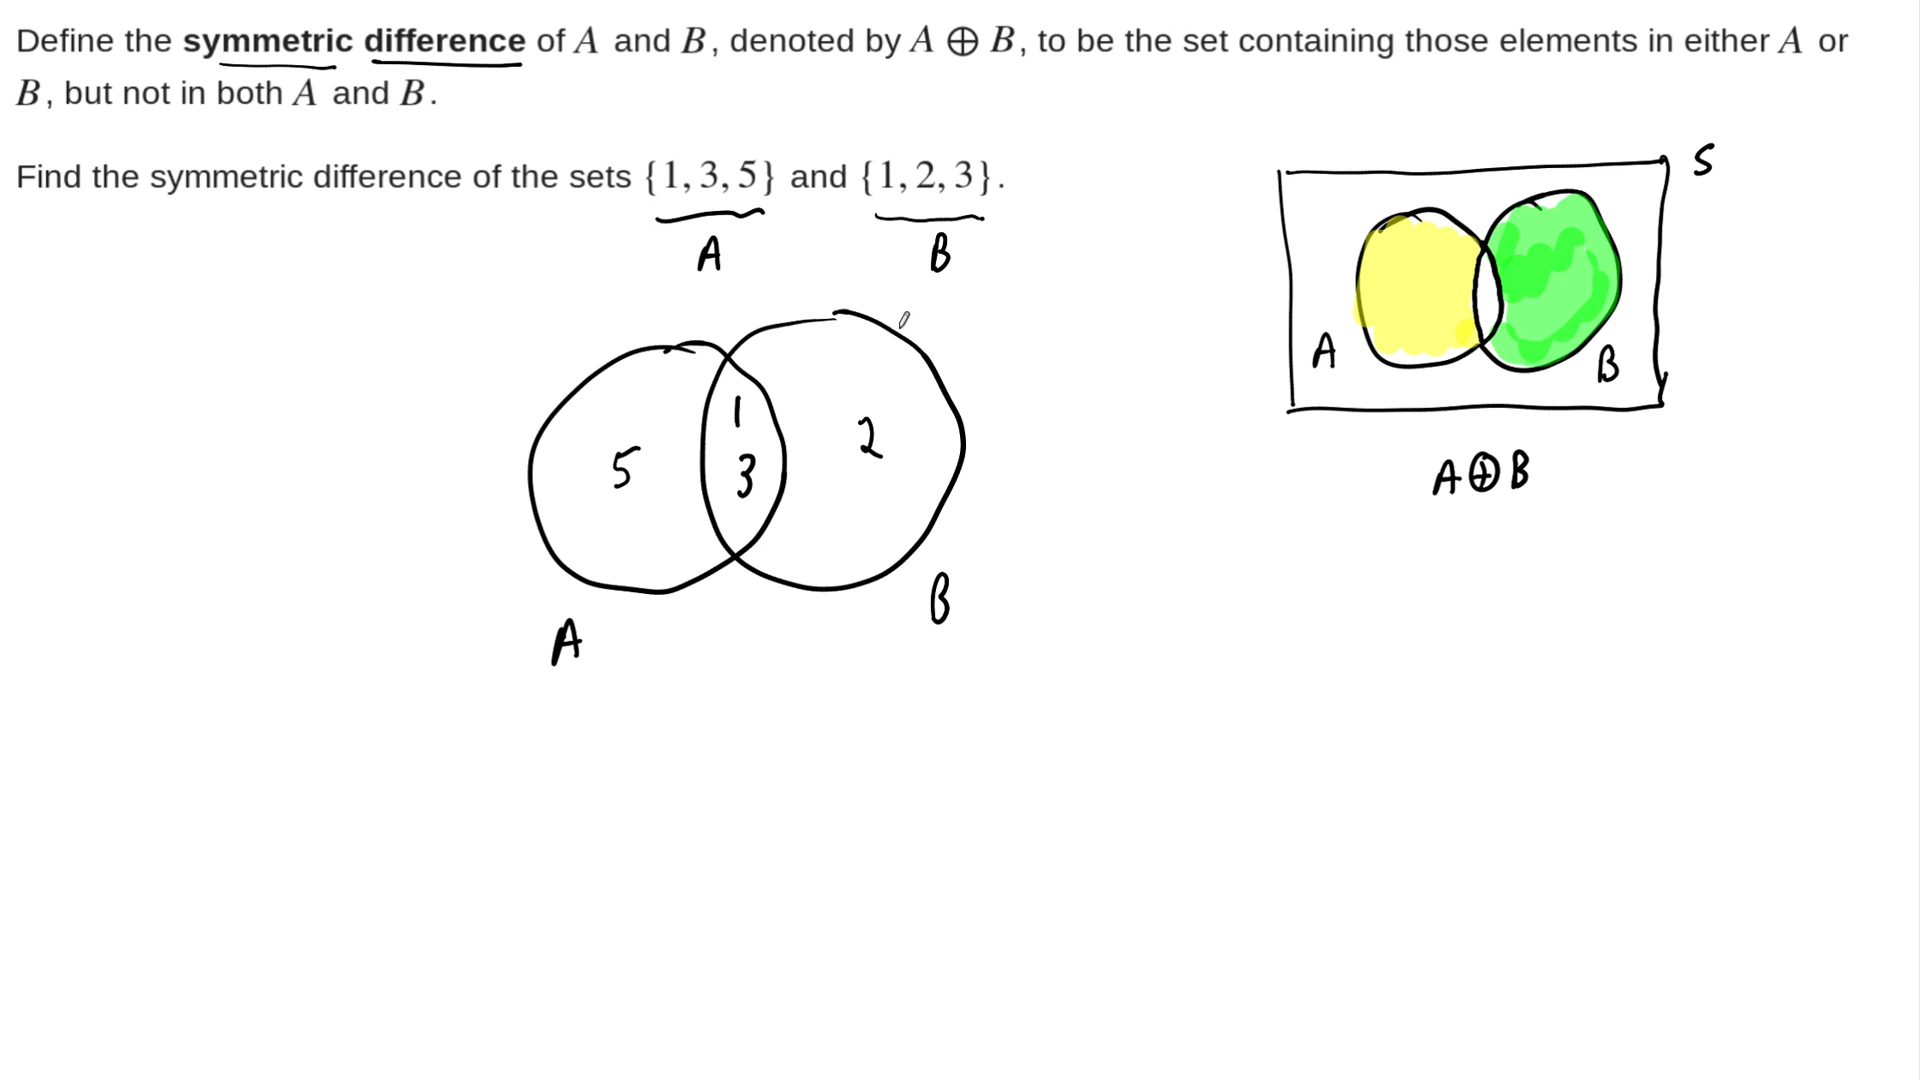 Define the symmetric difference of A and B, denoted by A ⊕ B, to be the set containing those elements in either A or
B, but not in both A and B.
Find the symmetric difference of the sets {1, 3, 5} and {1, 2, 3}.
A
B
S
A
B
A⊕B
5
1
3
2
A
B